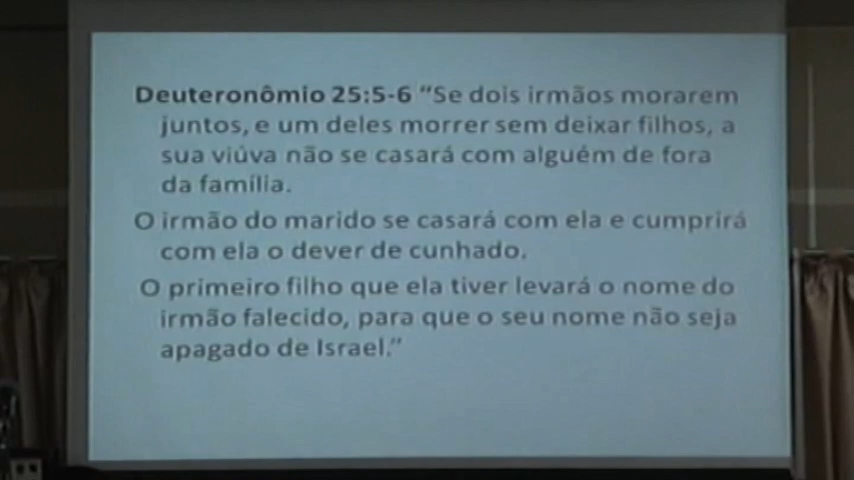 Deuteronômio 25:5-6 “Se dois irmãos morarem
juntos, e um deles morrer sem deixar filhos, a
sua viúva não se casará com alguém de fora
da família.
O irmão do marido se casará com ela e cumprirá
com ela o dever de cunhado.
O primeiro filho que ela tiver levará o nome do
irmão falecido, para que o seu nome não seja
apagado de Israel.”